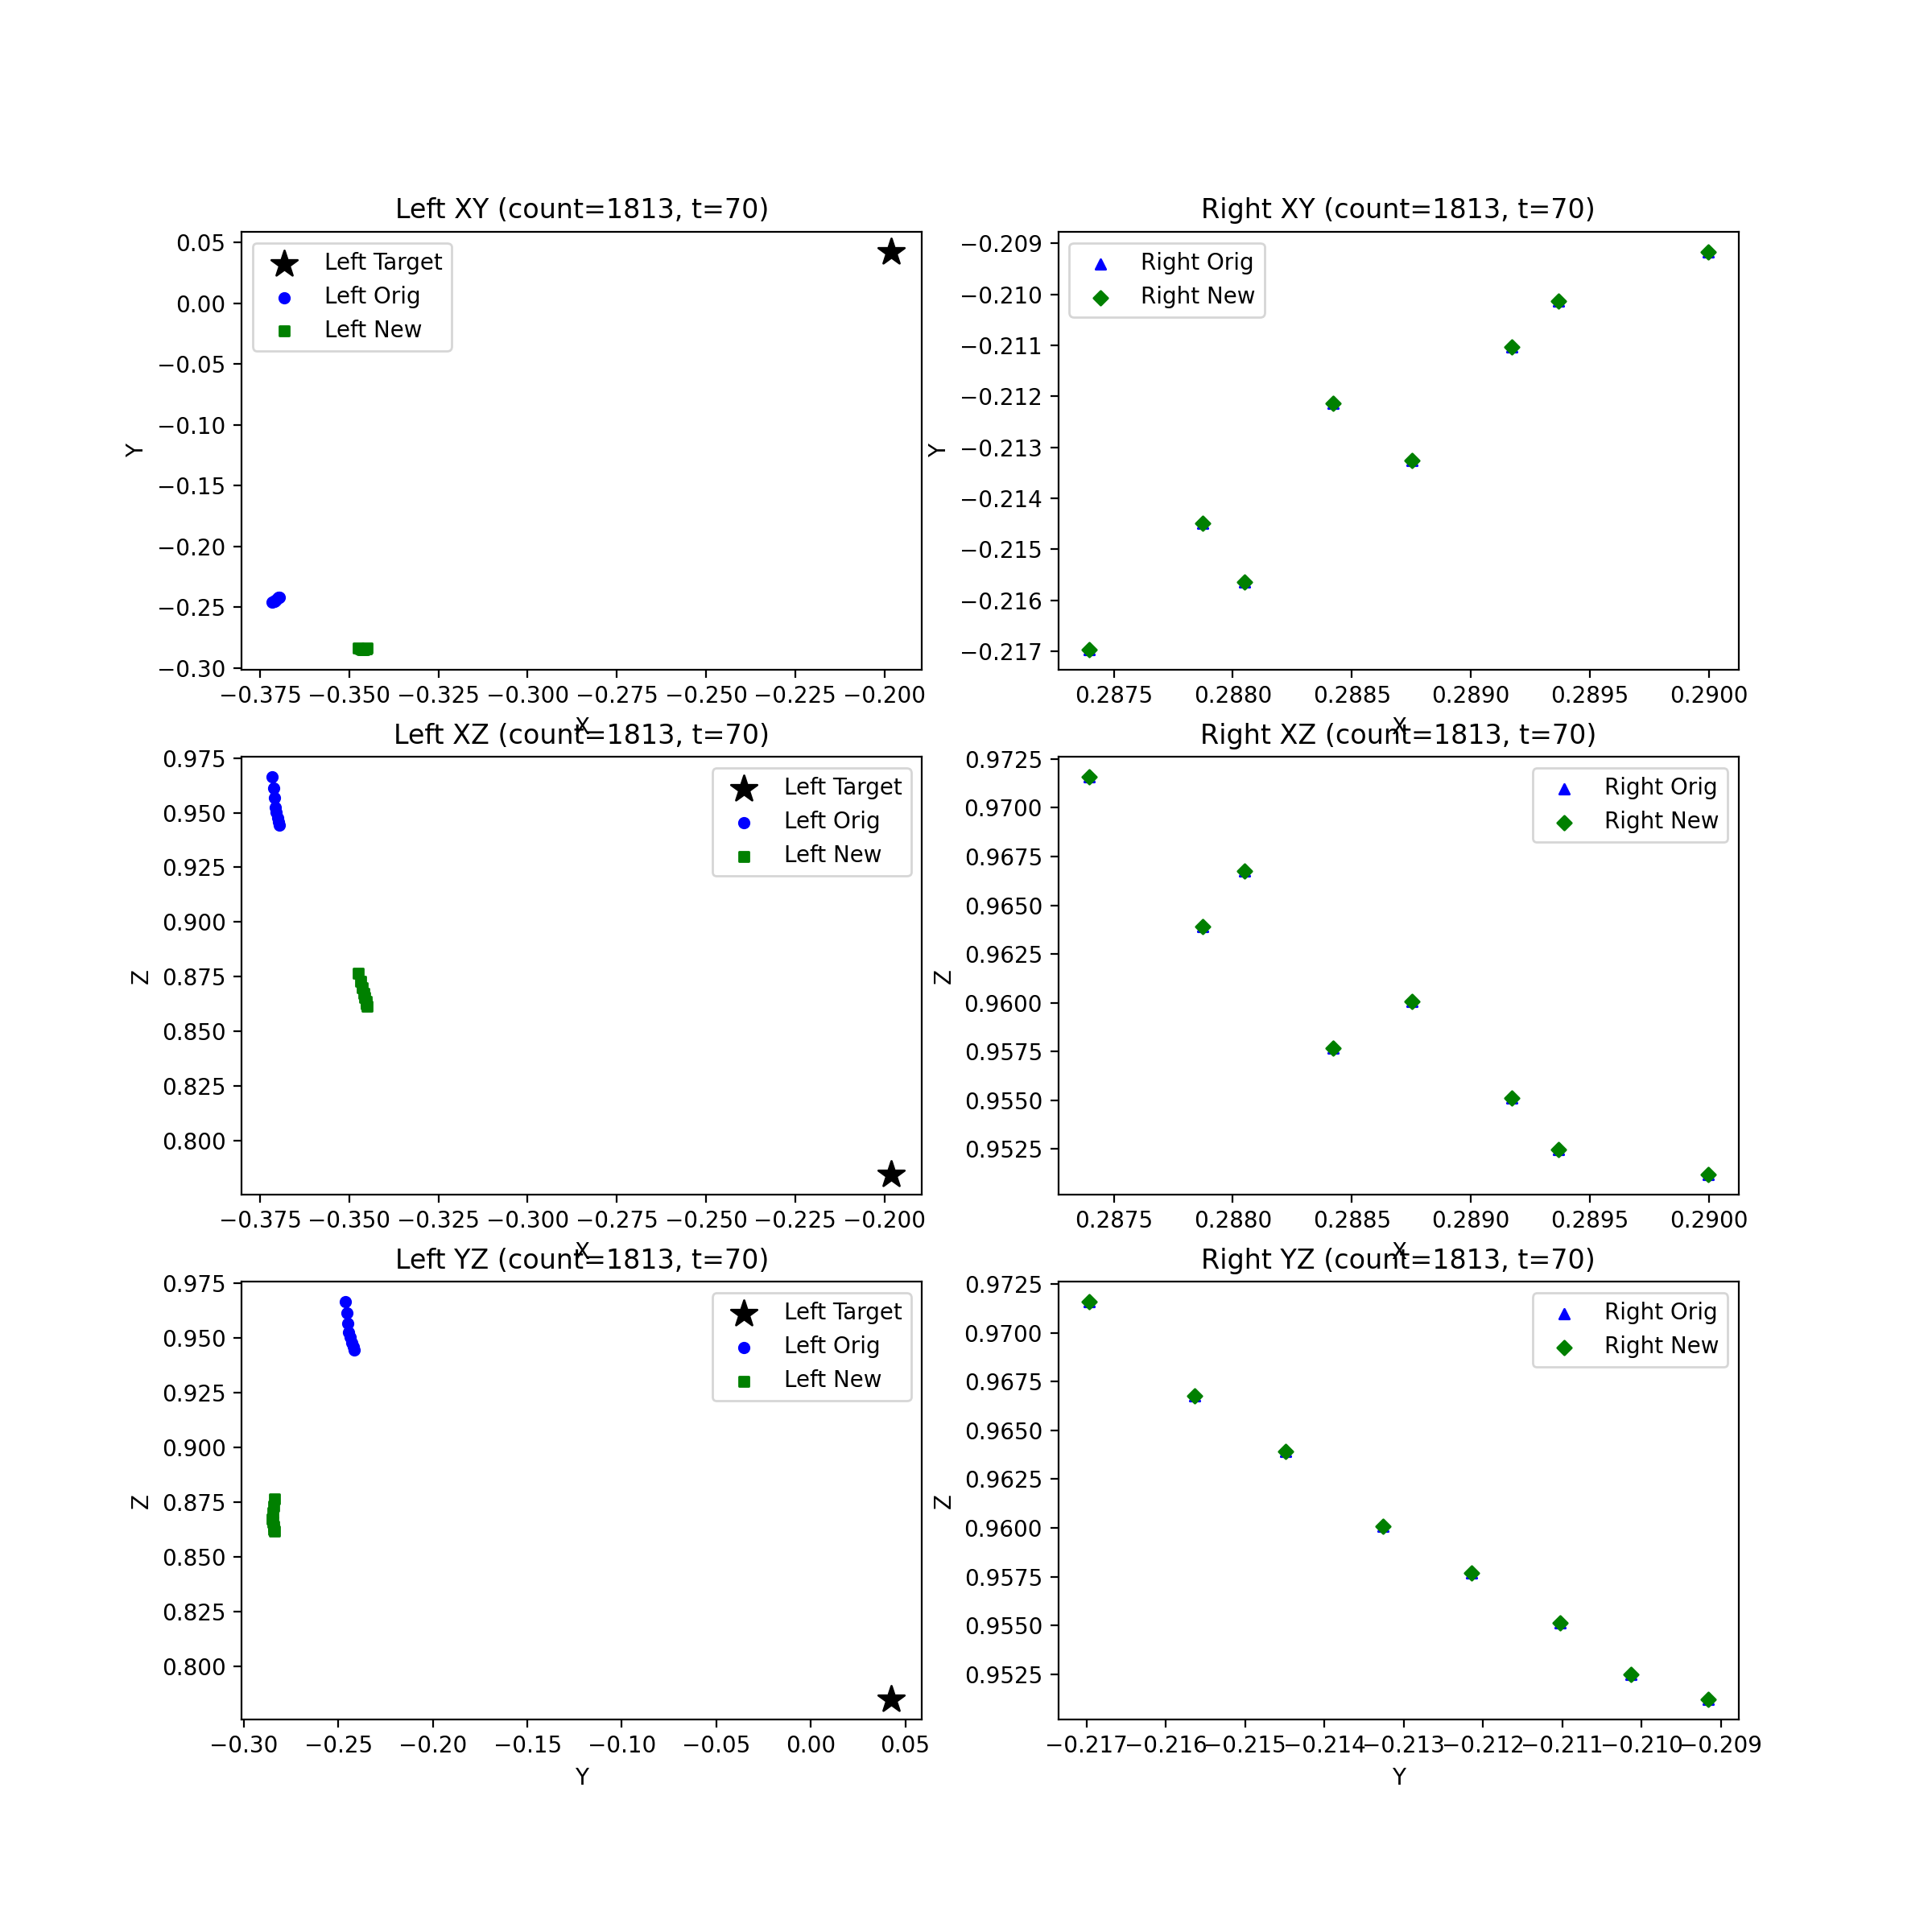 Left XY (count=1813, t=70)
Right XY (count=1813, t=70)
Left Target
Left Orig
Left New
Right Orig
Right New
0.05
0.00
−0.05
−0.10
−0.15
−0.20
−0.25
−0.30
Y
−0.375 −0.350 −0.325 −0.300 −0.275 −0.250 −0.225 −0.200
X
−0.209
−0.210
−0.211
−0.212
−0.213
−0.214
−0.215
−0.216
−0.217
Y
0.2875 0.2880 0.2885 0.2890 0.2895 0.2900
X
Left XZ (count=1813, t=70)
Right XZ (count=1813, t=70)
Left Target
Left Orig
Left New
Right Orig
Right New
0.975
0.950
0.925
0.900
0.875
0.850
0.825
0.800
Z
−0.375 −0.350 −0.325 −0.300 −0.275 −0.250 −0.225 −0.200
X
0.9725
0.9700
0.9675
0.9650
0.9625
0.9600
0.9575
0.9550
0.9525
Z
0.2875 0.2880 0.2885 0.2890 0.2895 0.2900
X
Left YZ (count=1813, t=70)
Right YZ (count=1813, t=70)
Left Target
Left Orig
Left New
Right Orig
Right New
0.975
0.950
0.925
0.900
0.875
0.850
0.825
0.800
Z
−0.30 −0.25 −0.20 −0.15 −0.10 −0.05 0.00 0.05
Y
0.9725
0.9700
0.9675
0.9650
0.9625
0.9600
0.9575
0.9550
0.9525
Z
−0.217 −0.216 −0.215 −0.214 −0.213 −0.212 −0.211 −0.210 −0.209
Y